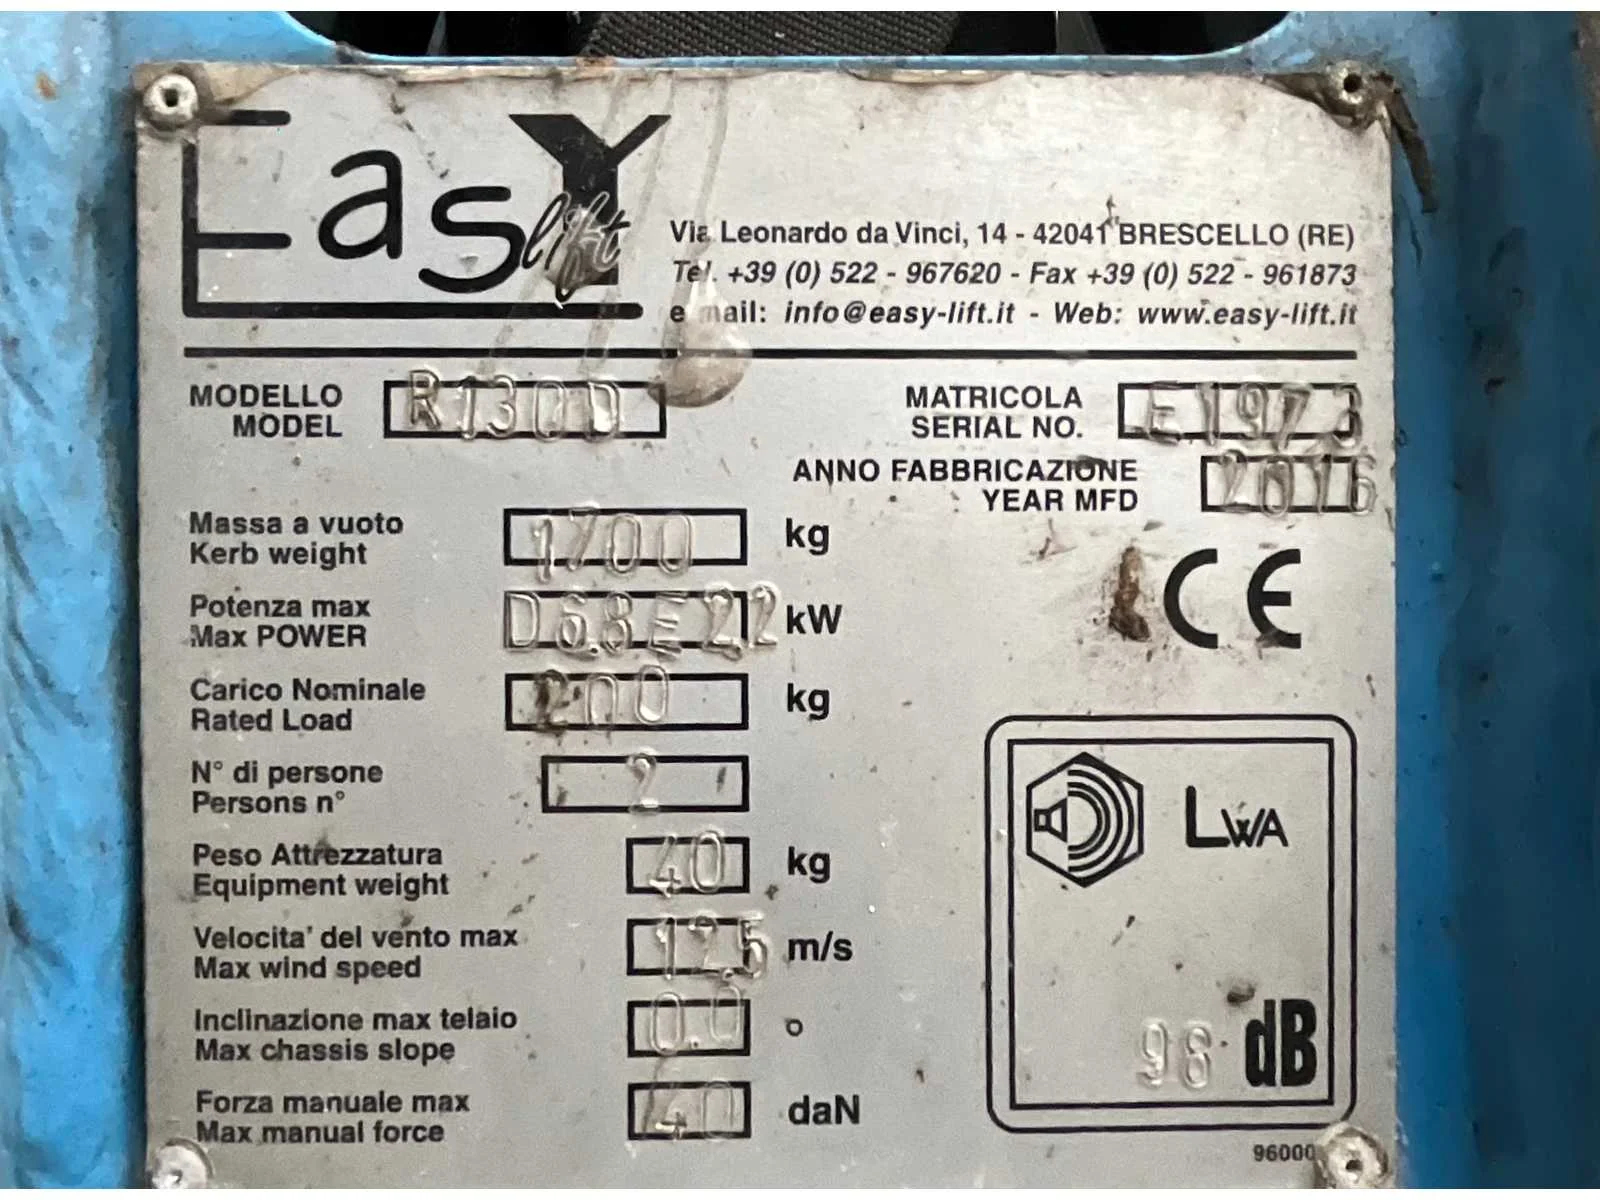 Easy lift
Via Leonardo da Vinci, 14 - 42041 BRESCELLO (RE)
Tel. +39 (0) 522 - 967620 - Fax +39 (0) 522 - 961873
e mail: info@easy-lift.it - Web: www.easy-lift.it
MODELLO
MODEL R130D
MATRICOLA
SERIAL NO. E1973
ANNO FABBRICAZIONE
YEAR MFD 2016
Massa a vuoto
Kerb weight 1700 kg
Potenza max
Max POWER D6.8E2.2 kW
Carico Nominale
Rated Load 200 kg
N° di persone
Persons n° 2
Peso Attrezzatura
Equipment weight 40 kg
Velocita' del vento max
Max wind speed 12.5 m/s
Inclinazione max telaio
Max chassis slope 0.0 °
Forza manuale max
Max manual force 40 daN
CE
LWA
98 dB